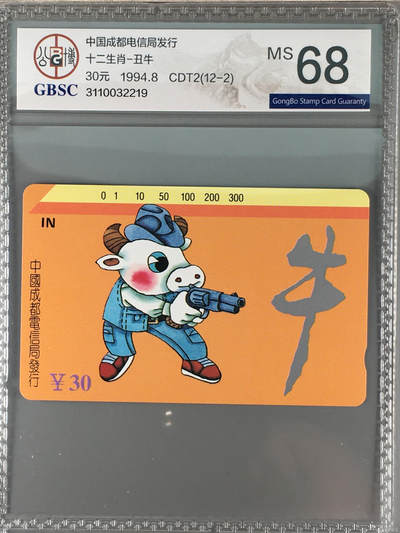 中国成都电信局发行
十二生肖-丑牛
30元 1994.8 CDT2(12-2)
3110032219
公博
GBSC
MS 68
GongBo Stamp Card Guaranty
0 1 10 50 100 200 300
IN
中國成都電信局發行
¥30
牛